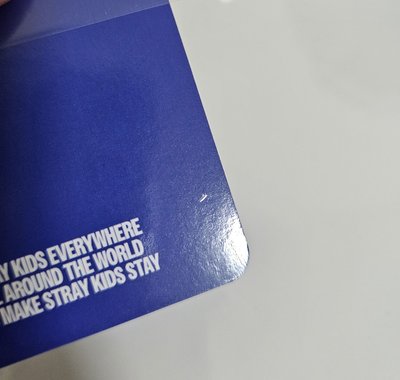 Y KIDS EVERYWHERE
AROUND THE WORLD
MAKE STRAY KIDS STAY